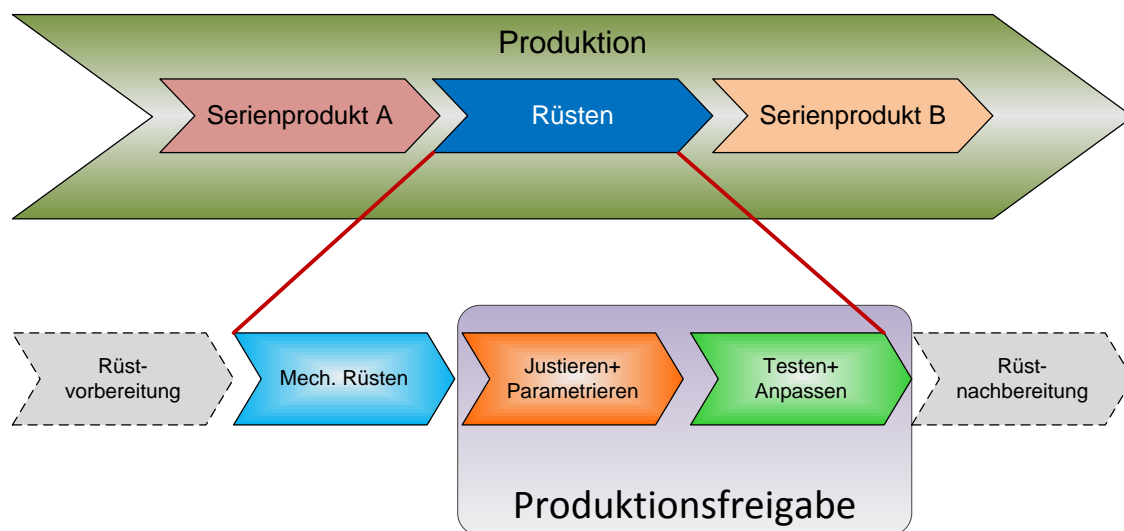 Produktion
Serienprodukt A
Rüsten
Serienprodukt B
Rüst-
vorbereitung
Mech. Rüsten
Justieren+
Parametrieren
Testen+
Anpassen
Rüst-
nachbereitung
Produktionsfreigabe